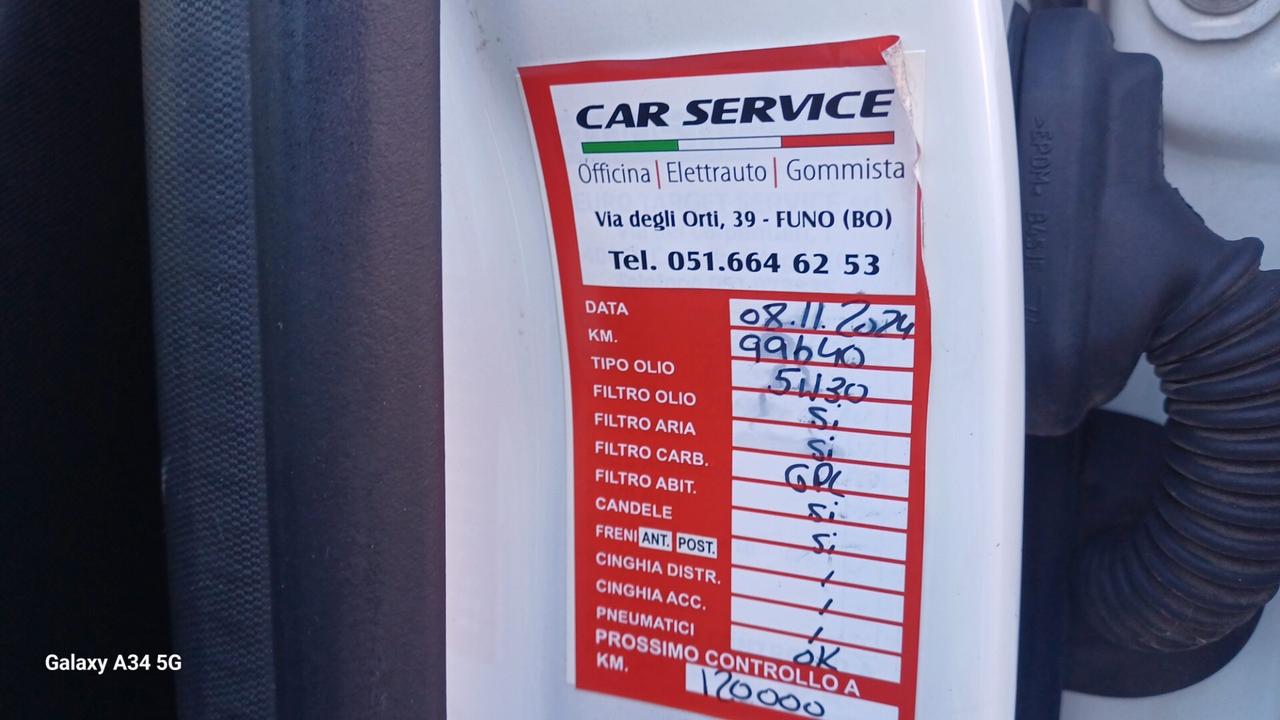 CAR SERVICE
Officina | Elettrauto | Gommista
Via degli Orti, 39 - FUNO (BO)
Tel. 051.664 62 53
DATA 08.11.2024
KM. 99640
TIPO OLIO 5W30
FILTRO OLIO Si
FILTRO ARIA Si
FILTRO CARB. GPL
FILTRO ABIT. Si
CANDELE Si
FRENI ANT. POST. /
CINGHIA DISTR. /
CINGHIA ACC. /
PNEUMATICI OK
PROSSIMO CONTROLLO A
KM. 120000
>EPDM<
Galaxy A34 5G